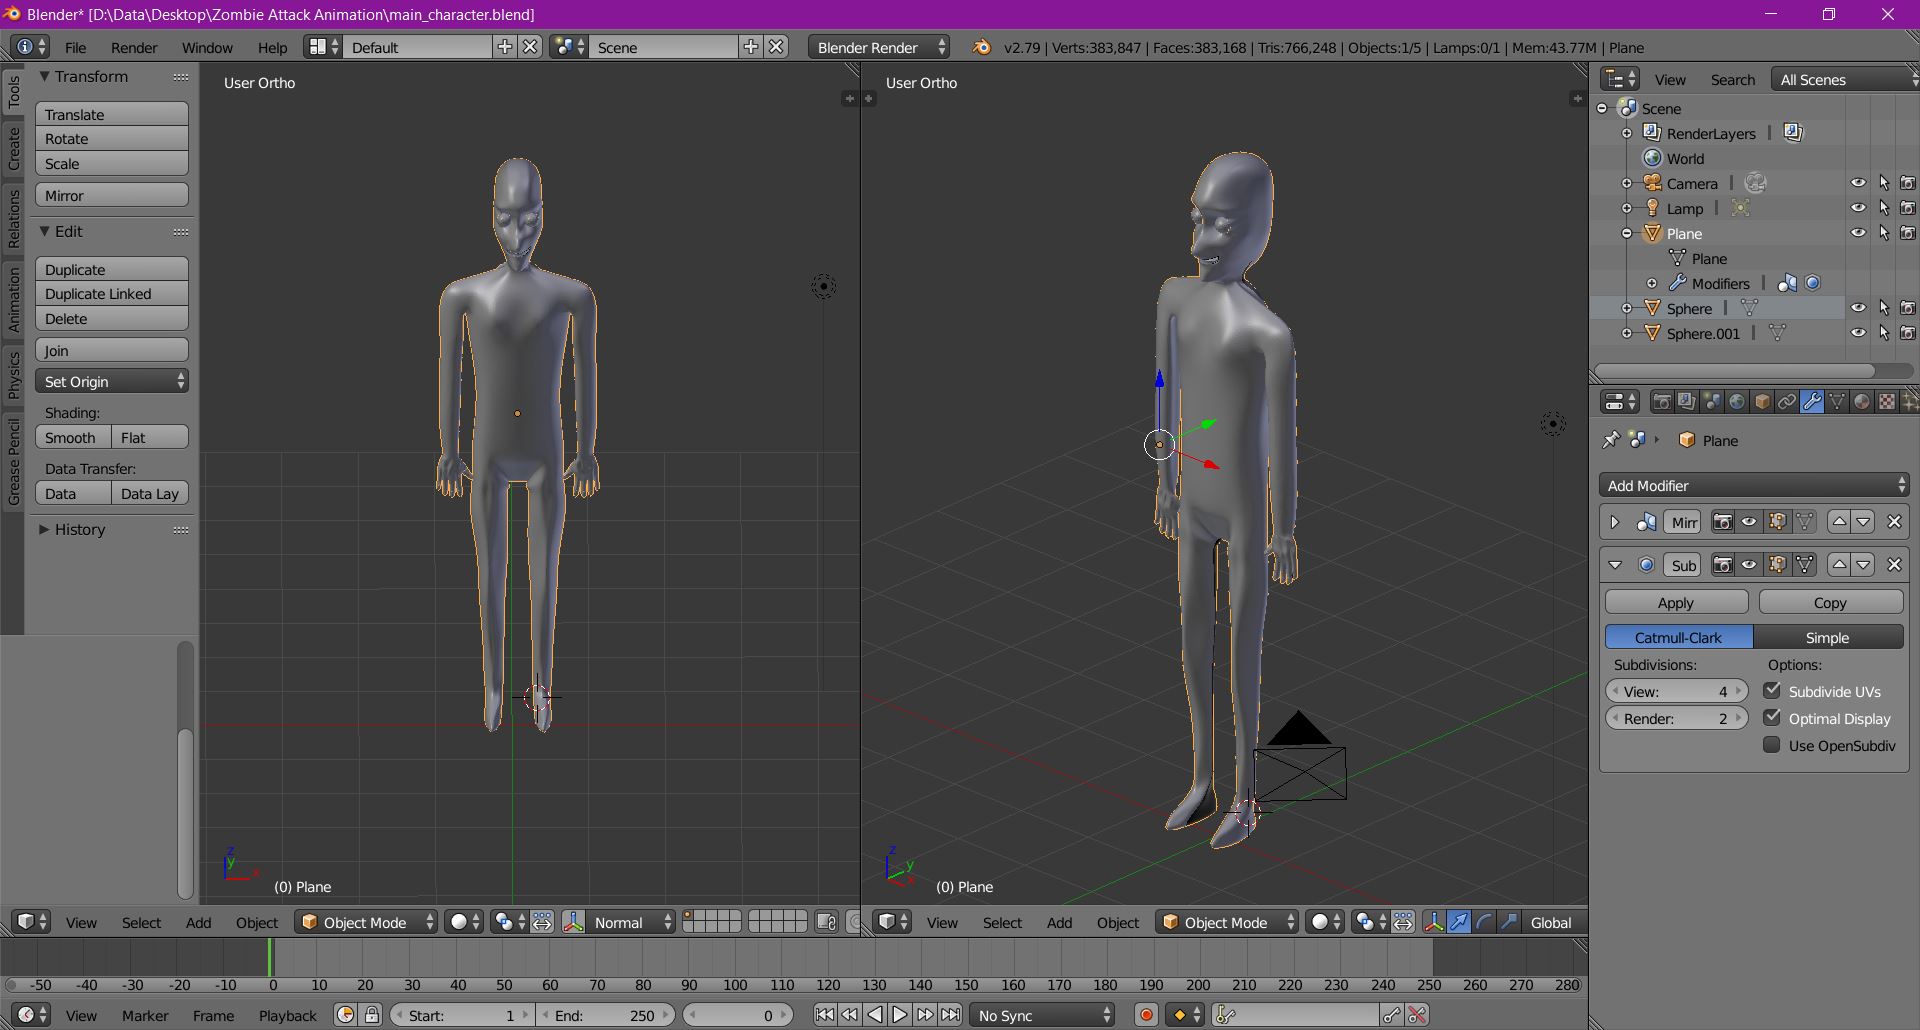 Blender* [D:\Data\Desktop\Zombie Attack Animation\main_character.blend]
File Render Window Help Default Scene Blender Render v2.79 | Verts:383,847 | Faces:383,168 | Tris:766,248 | Objects:1/5 | Lamps:0/1 | Mem:43.77M | Plane
Tools
Create
Relations
Animation
Physics
Grease Pencil
Transform
Translate
Rotate
Scale
Mirror
Edit
Duplicate
Duplicate Linked
Delete
Join
Set Origin
Shading:
Smooth Flat
Data Transfer:
Data Data Lay
History
User Ortho
z
y
x
(0) Plane
View Select Add Object Object Mode Normal
User Ortho
z
y
x
(0) Plane
View Select Add Object Object Mode Global
View Search All Scenes
Scene
RenderLayers |
World
Camera |
Lamp |
Plane
Plane
Modifiers |
Sphere |
Sphere.001 |
Plane
Add Modifier
Mirr
Sub
Apply Copy
Catmull-Clark Simple
Subdivisions: Options:
View: 4 Subdivide UVs
Render: 2 Optimal Display
Use OpenSubdiv
-50 -40 -30 -20 -10 0 10 20 30 40 50 60 70 80 90 100 110 120 130 140 150 160 170 180 190 200 210 220 230 240 250 260 270 280
View Marker Frame Playback Start: 1 End: 250 0 No Sync